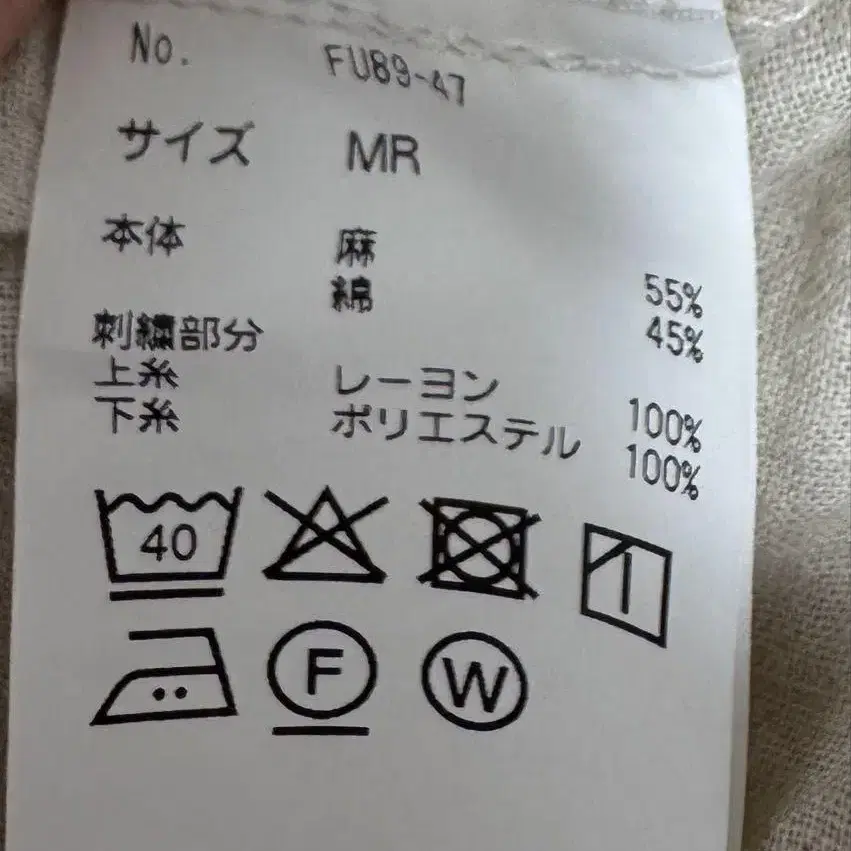 No. FU89-47
サイズ MR
本体 麻 55%
綿 45%
刺繍部分
上糸 レーヨン 100%
下糸 ポリエステル 100%
40
F W